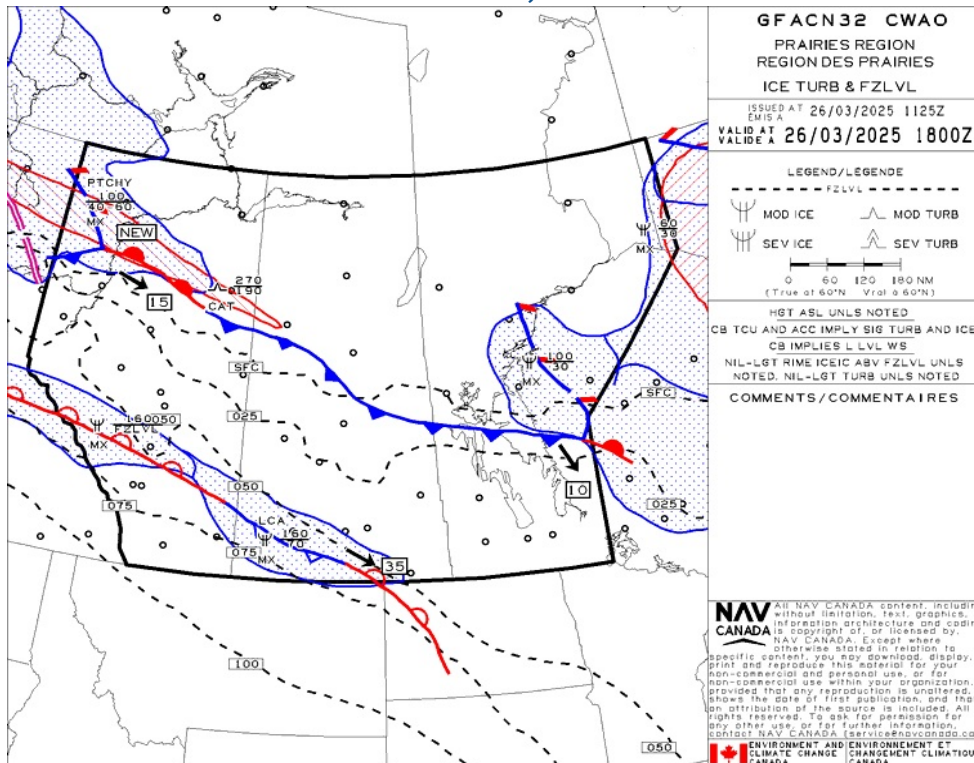 GFACN32 CWAO
PRAIRIES REGION
REGION DES PRAIRIES
ICE TURB & FZLVL
ISSUED AT 26/03/2025 1125Z
EMIS A
VALID AT 26/03/2025 1800Z
VALIDE A
LEGEND/LEGENDE
FZLVL
MOD ICE
MOD TURB
SEV ICE
SEV TURB
0 60 120 180 NM
(True at 60°N Vrai a 60°N)
HGT ASL UNLS NOTED
CB TCU AND ACC IMPLY SIG TURB AND ICE
CB IMPLIES L LVL WS
NIL-LGT RIME ICEIC ABV FZLVL UNLS
NOTED. NIL-LGT TURB UNLS NOTED
COMMENTS/COMMENTAIRES
PTCHY
100
40 60
MX
NEW
15
270
190
CAT
60
30
MX
100
30
MX
SFC
SFC
025
025
160
050
FZLVL
MX
050
075
075
LCA
160
70
MX
35
10
100
050
NAV
CANADA
All NAV CANADA content, includin
without limitation, text, graphics,
information architecture and codin
is copyright of, or licensed by,
NAV CANADA. Except where
otherwise stated in relation to
specific content, you may download, display,
print and reproduce this material for your
non-commercial and personal use, or for
non-commercial use within your organization,
provided that any reproduction is unaltered,
shows the date of first publication, and tha
an attribution of the source is included. All
rights reserved. To ask for permission for
any other use, or for further information,
contact NAV CANADA (service@navcanada.ca
ENVIRONMENT AND
CLIMATE CHANGE
CANADA
ENVIRONNEMENT ET
CHANGEMENT CLIMATIQU
CANADA